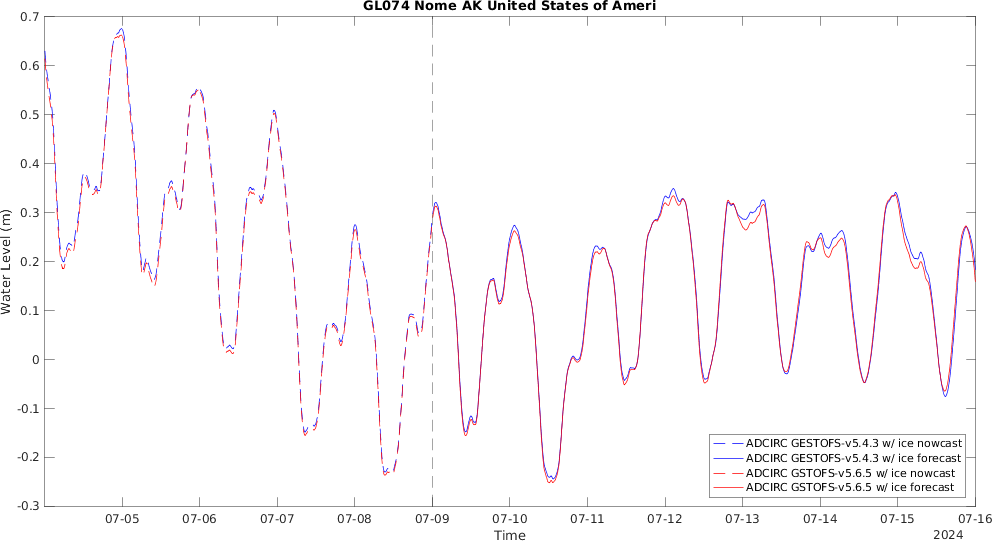 GL074 Nome AK United States of Ameri
0.7
0.6
0.5
0.4
0.3
0.2
0.1
0
-0.1
-0.2
-0.3
Water Level (m)
ADCIRC GESTOFS-v5.4.3 w/ ice nowcast
ADCIRC GESTOFS-v5.4.3 w/ ice forecast
ADCIRC GSTOFS-v5.6.5 w/ ice nowcast
ADCIRC GSTOFS-v5.6.5 w/ ice forecast
07-05 07-06 07-07 07-08 07-09 07-10 07-11 07-12 07-13 07-14 07-15 07-16
Time
2024